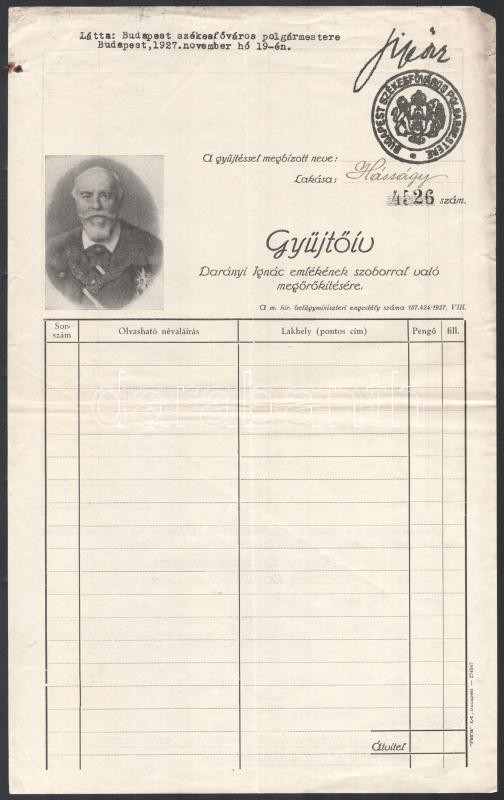 Látta: Budapest székesfőváros polgármestere
Budapest,1927.november hó 19-én.
BUDAPEST SZÉKESFŐVÁROS POLGÁRMESTERE
A gyűjtéssel megbízott neve:
Lakása: Hásságy
4526 szám.
Gyűjtőív
Darányi Ignác emlékének szoborral való
megörökítésére.
A m. kir. belügyminiszteri engedély száma 157.424/1927. VIII.
Sor-
szám
Olvasható névaláírás
Lakhely (pontos cím)
Pengő
fill.
darabanth
Átvitel